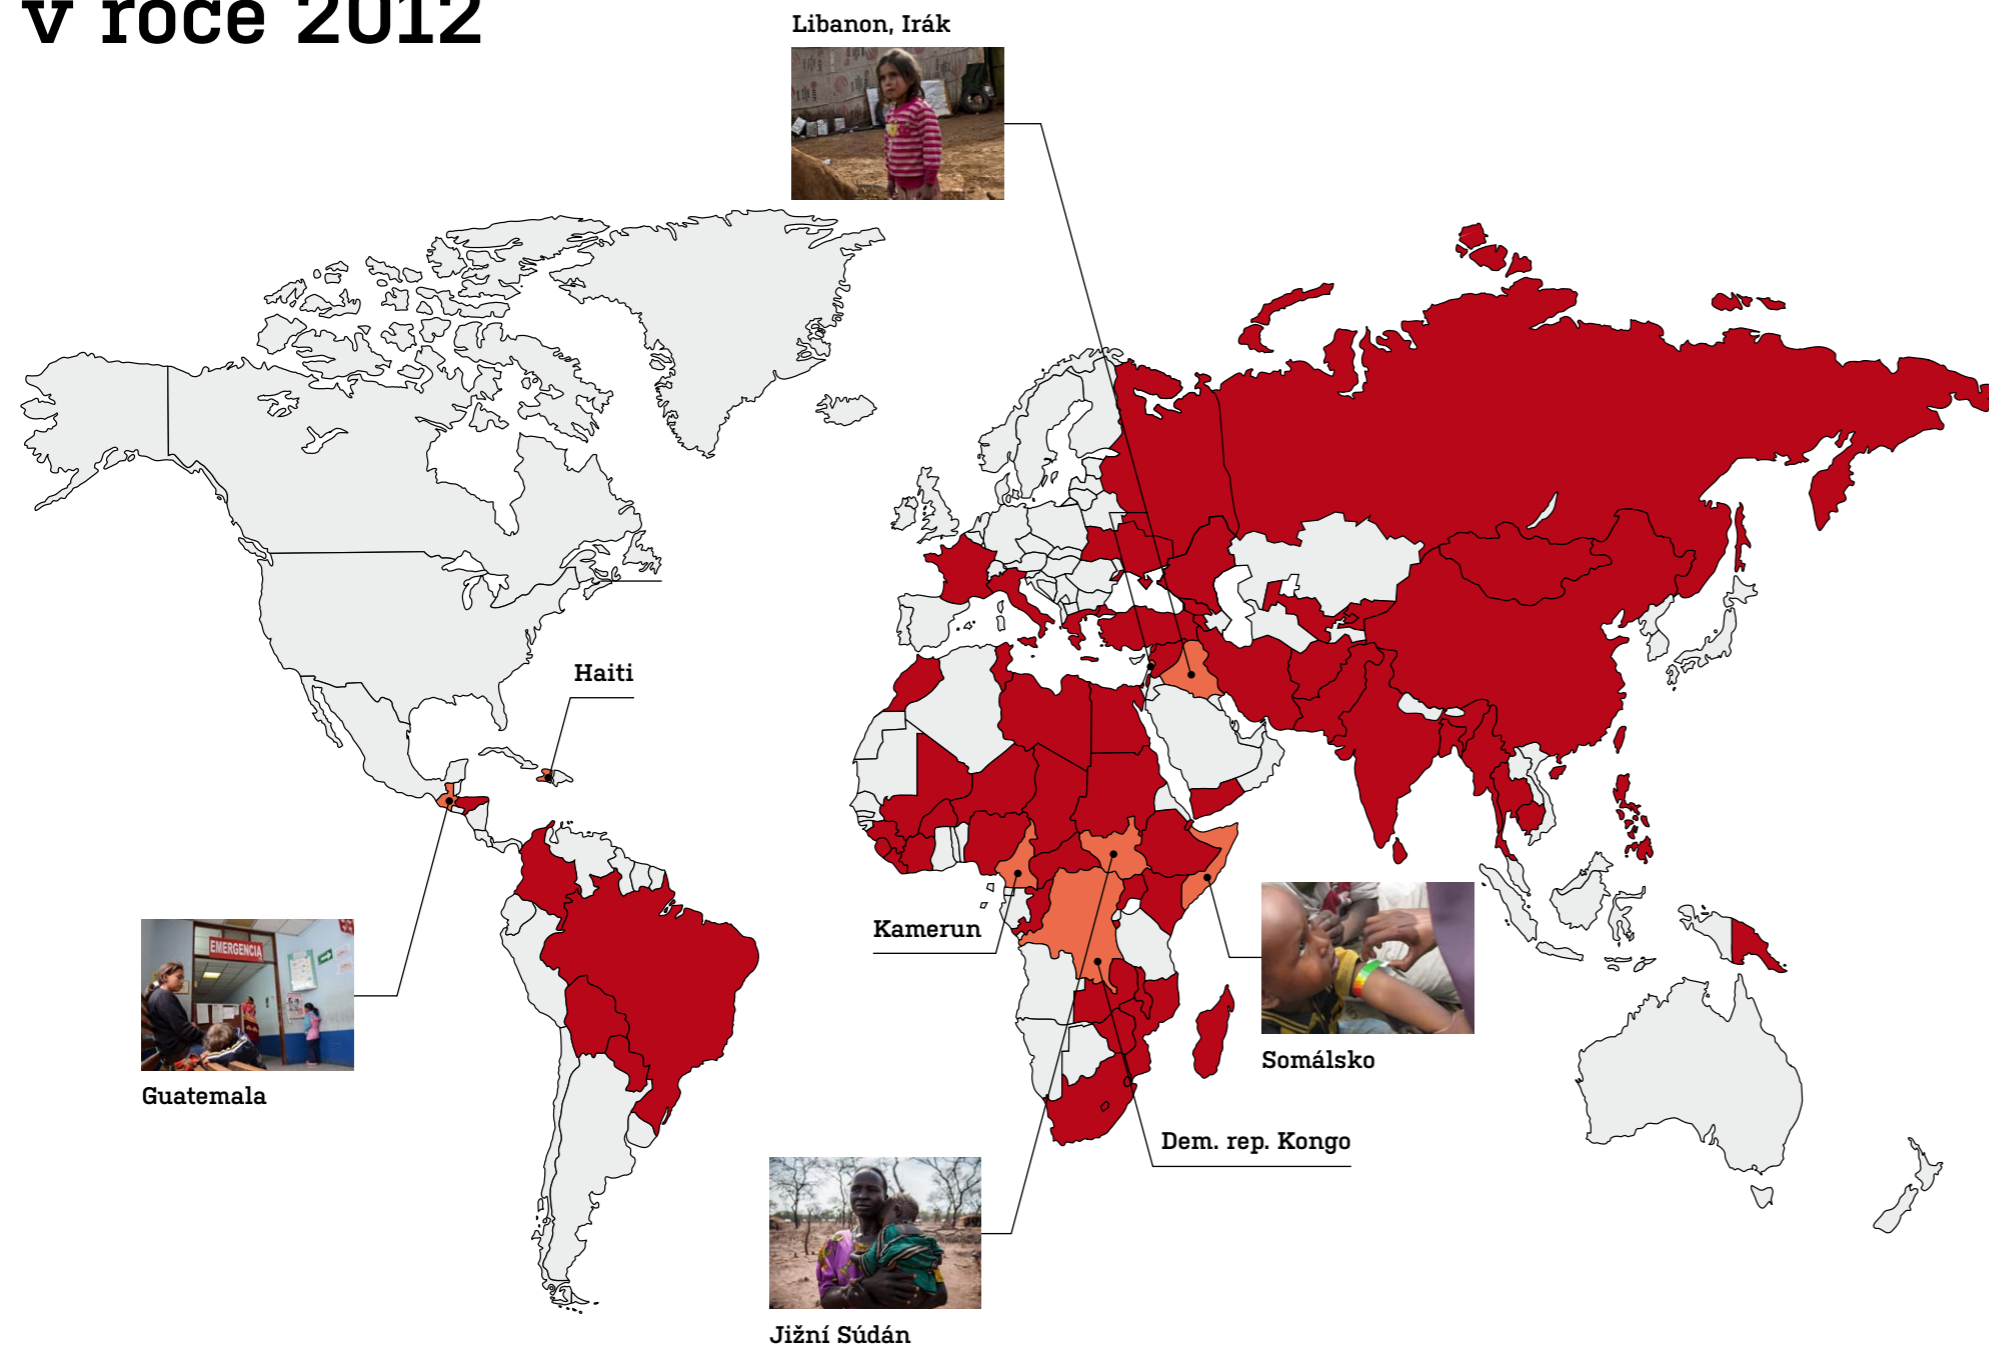 v roce 2012
Libanon, Irák
Haiti
EMERGENCIA
Guatemala
Kamerun
Somálsko
Dem. rep. Kongo
Jižní Súdán